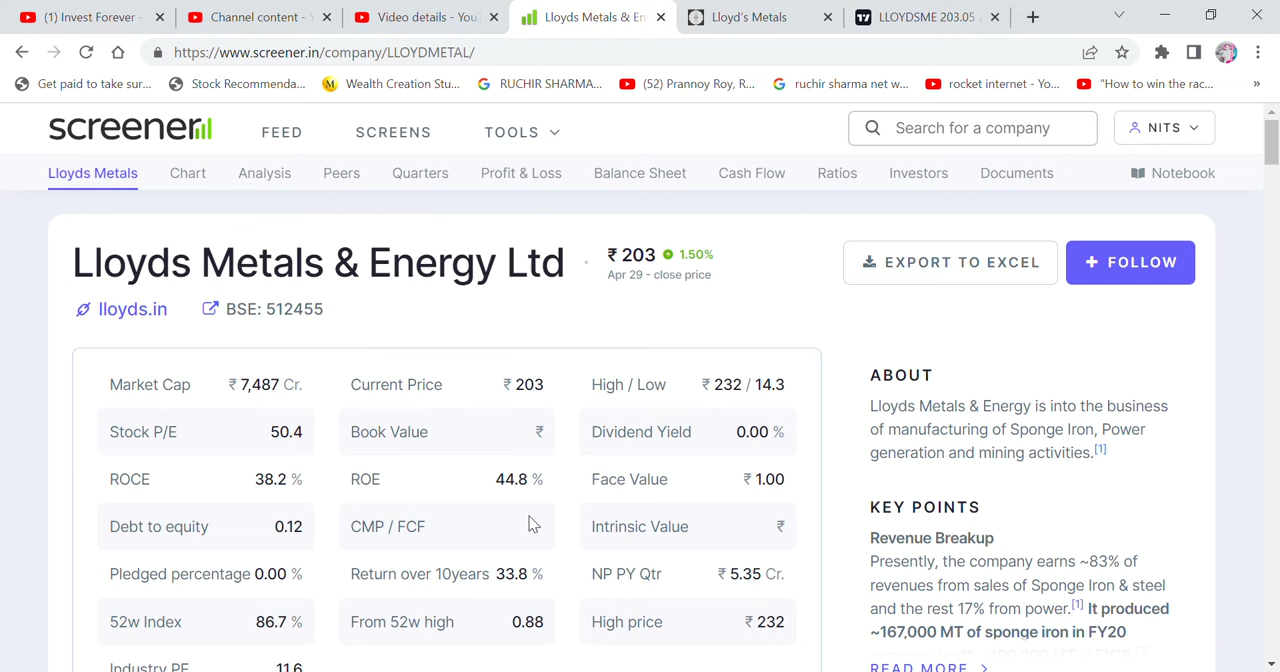 (1) Invest Forever -
Channel content -
Video details - You
Lloyds Metals & En
Lloyd's Metals
LLOYDSME 203.05
https://www.screener.in/company/LLOYDMETAL/
Get paid to take sur...
Stock Recommenda...
Wealth Creation Stu...
RUCHIR SHARMA...
(52) Prannoy Roy, R...
ruchir sharma net w...
rocket internet - Yo...
"How to win the rac...
»
screener
FEED
SCREENS
TOOLS
Search for a company
NITS
Lloyds Metals
Chart
Analysis
Peers
Quarters
Profit & Loss
Balance Sheet
Cash Flow
Ratios
Investors
Documents
Notebook
Lloyds Metals & Energy Ltd
₹ 203 1.50%
Apr 29 - close price
EXPORT TO EXCEL
FOLLOW
lloyds.in
BSE: 512455
Market Cap ₹ 7,487 Cr.
Current Price ₹ 203
High / Low ₹ 232 / 14.3
Stock P/E 50.4
Book Value ₹
Dividend Yield 0.00 %
ROCE 38.2 %
ROE 44.8 %
Face Value ₹ 1.00
Debt to equity 0.12
CMP / FCF
Intrinsic Value ₹
Pledged percentage 0.00 %
Return over 10years 33.8 %
NP PY Qtr ₹ 5.35 Cr.
52w Index 86.7 %
From 52w high 0.88
High price ₹ 232
Industry PE 11.6
ABOUT
Lloyds Metals & Energy is into the business
of manufacturing of Sponge Iron, Power
generation and mining activities.[1]
KEY POINTS
Revenue Breakup
Presently, the company earns ~83% of
revenues from sales of Sponge Iron & steel
and the rest 17% from power.[1] It produced
~167,000 MT of sponge iron in FY20
READ MORE